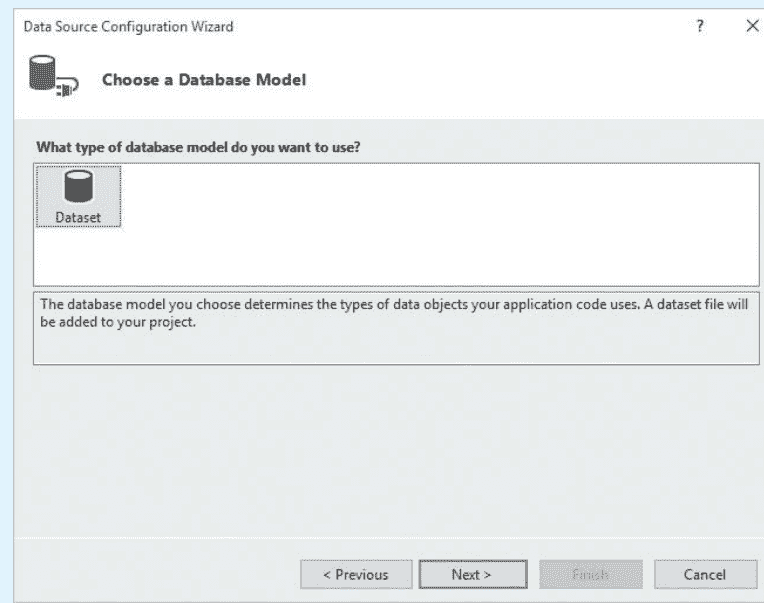 Data Source Configuration Wizard
?
Choose a Database Model
What type of database model do you want to use?
Dataset
The database model you choose determines the types of data objects your application code uses. A dataset file will
be added to your project.
< Previous
Next >
Finish
Cancel